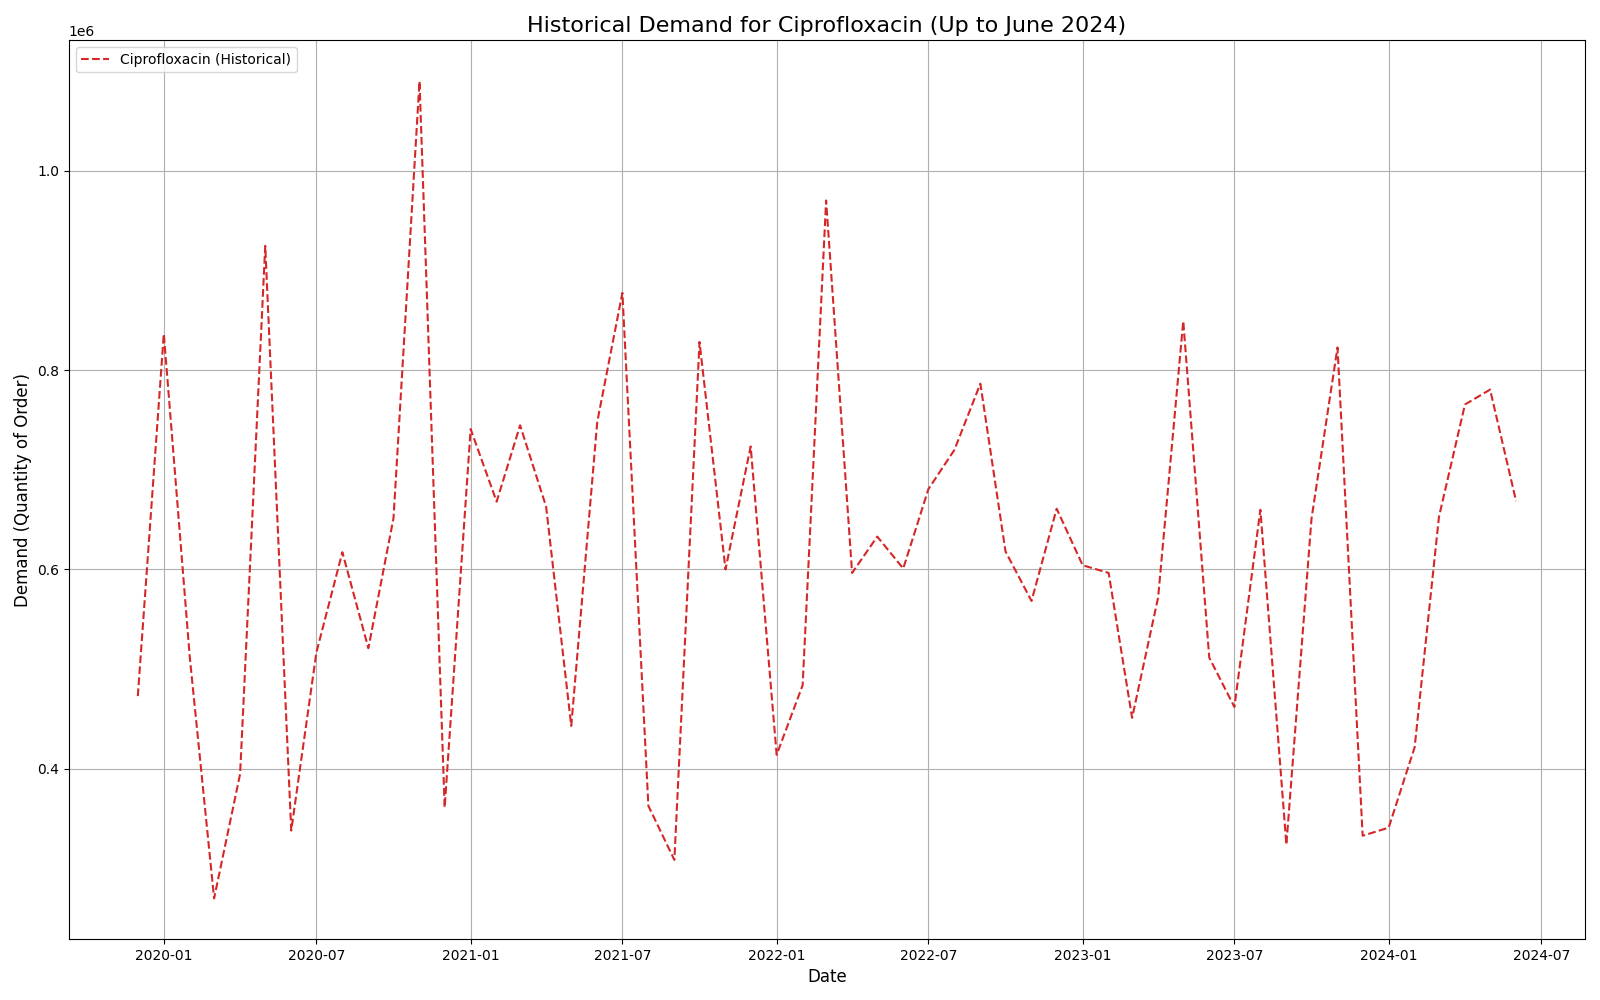 Historical Demand for Ciprofloxacin (Up to June 2024)
1e6
Ciprofloxacin (Historical)
1.0
0.8
0.6
0.4
Demand (Quantity of Order)
2020-01
2020-07
2021-01
2021-07
2022-01
2022-07
2023-01
2023-07
2024-01
2024-07
Date